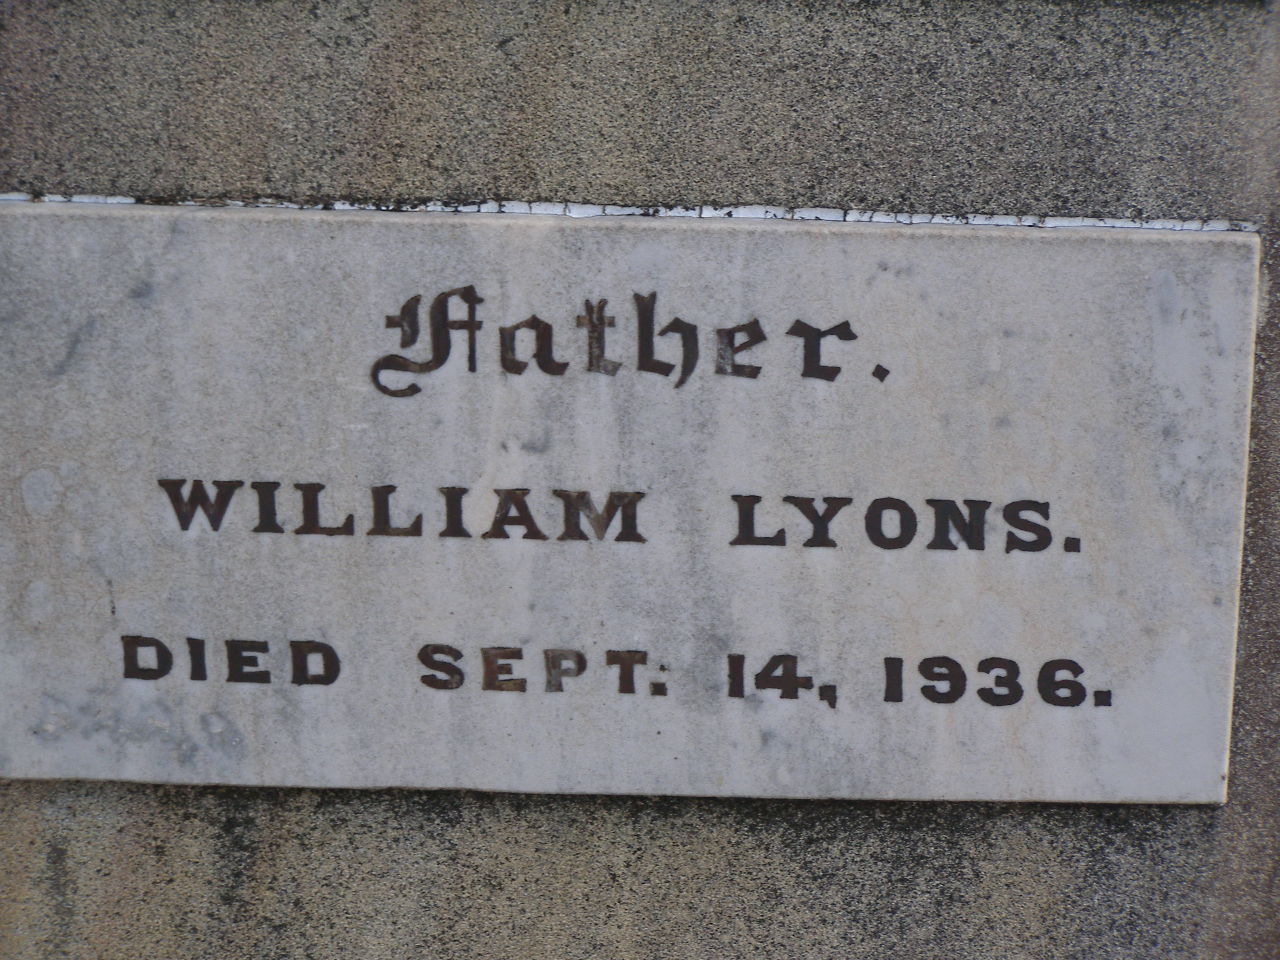 Father.
WILLIAM LYONS.
DIED SEPT. 14, 1936.